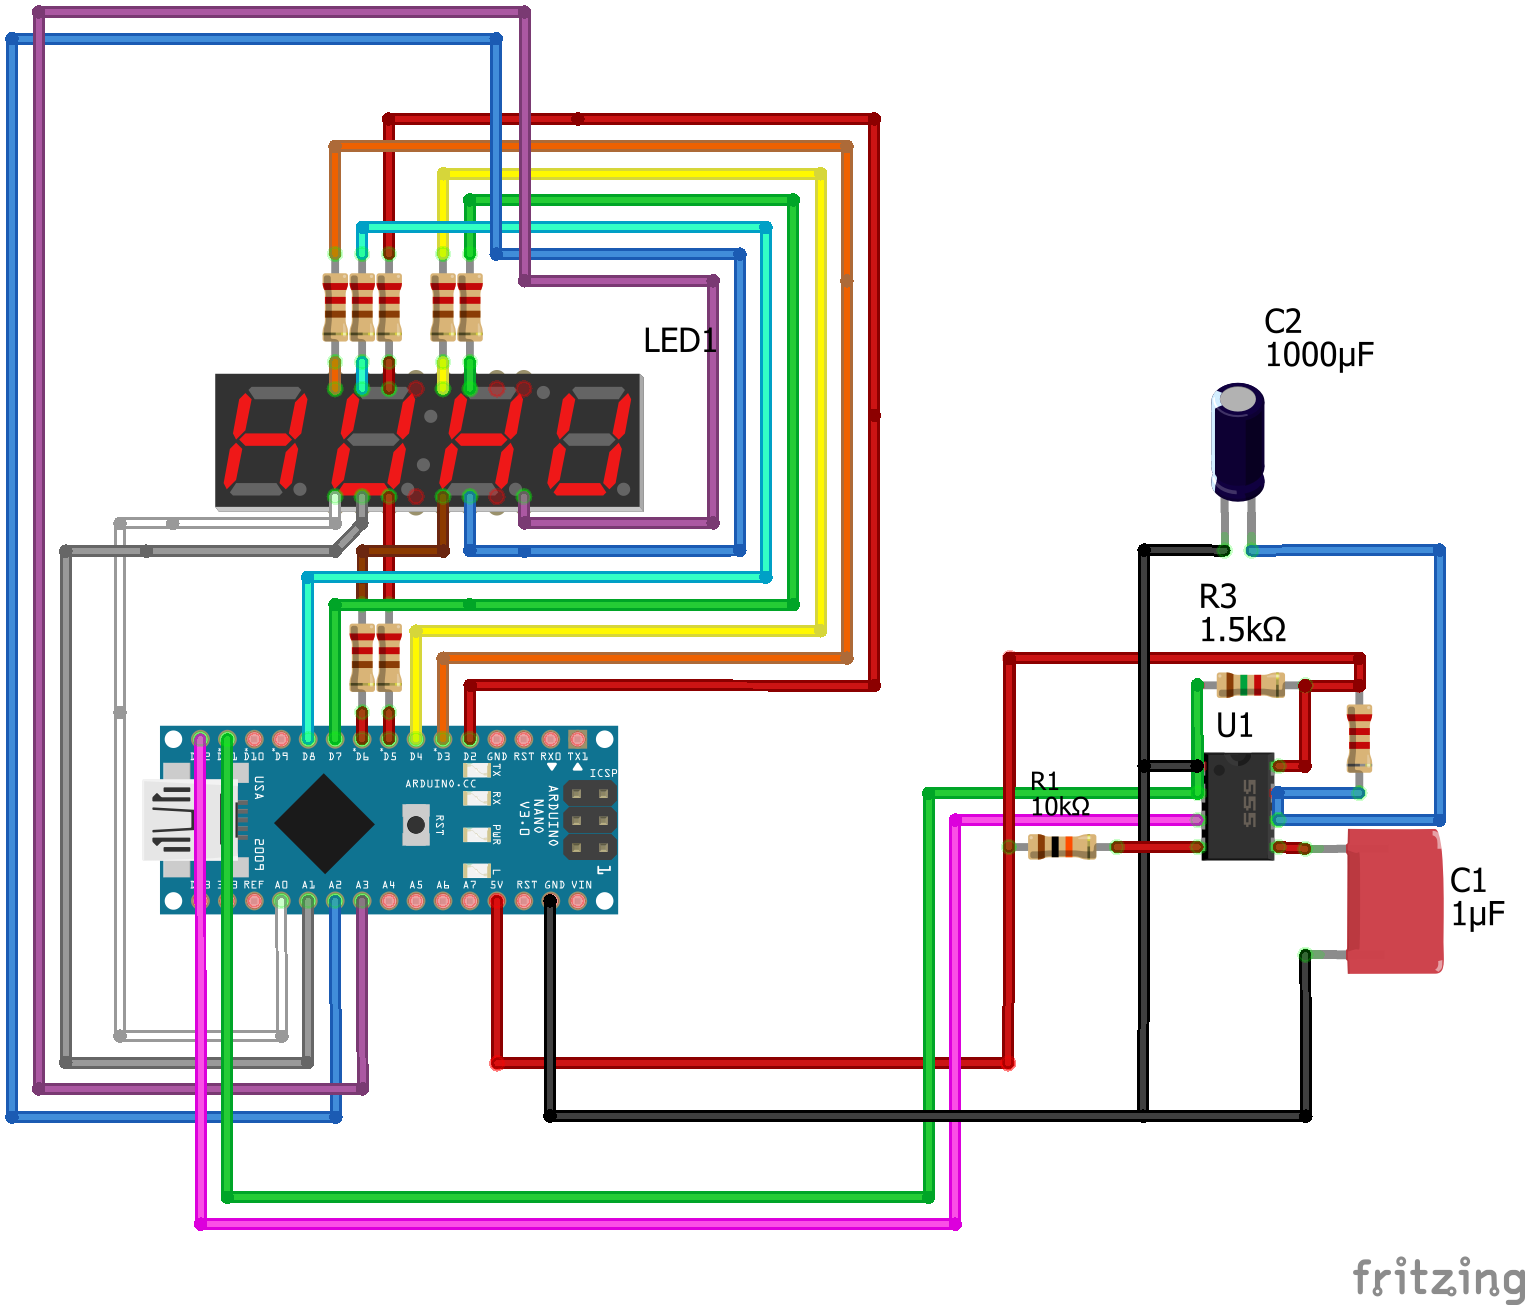 LED1
C2
1000µF
R3
1.5kΩ
U1
555
R1
10kΩ
C1
1µF
D10
D9
D8
D7
D6
D5
D4
D3
D2
GND
RST
RX0
TX1
USA
2009
ARDUINO.CC
RST
TX
RX
PWR
L
ARDUINO
NANO
V3.0
ICSP
1
REF
A0
A1
A2
A3
A4
A5
A6
A7
5V
RST
GND
VIN
fritzing